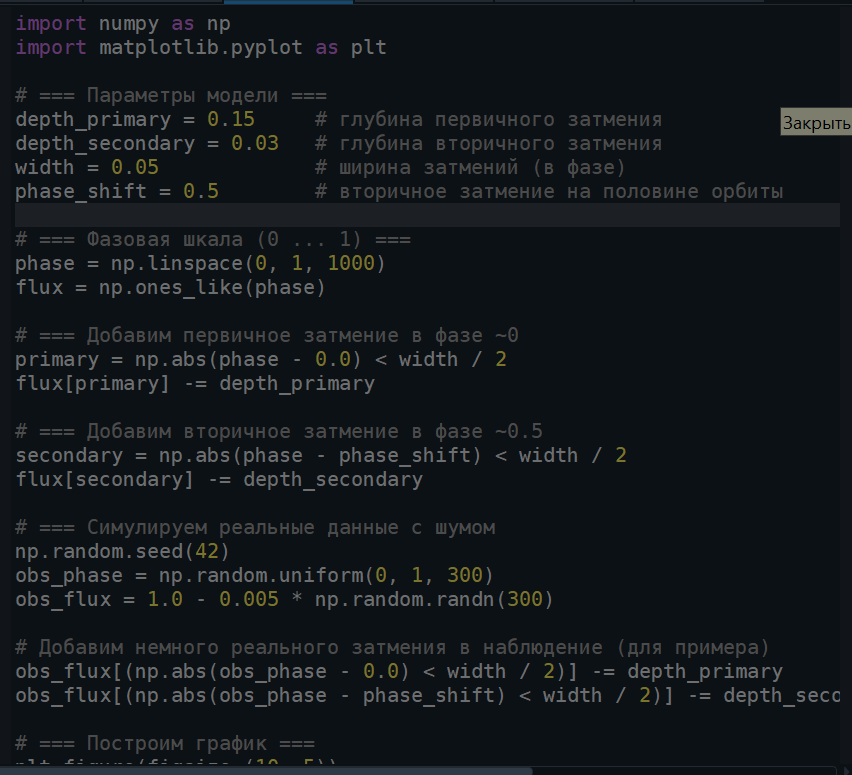 import numpy as np
import matplotlib.pyplot as plt
# === Параметры модели ===
depth_primary = 0.15     # глубина первичного затмения
Закрыть
depth_secondary = 0.03   # глубина вторичного затмения
width = 0.05             # ширина затмений (в фазе)
phase_shift = 0.5        # вторичное затмение на половине орбиты
# === Фазовая шкала (0 ... 1) ===
phase = np.linspace(0, 1, 1000)
flux = np.ones_like(phase)
# === Добавим первичное затмение в фазе ~0
primary = np.abs(phase - 0.0) < width / 2
flux[primary] -= depth_primary
# === Добавим вторичное затмение в фазе ~0.5
secondary = np.abs(phase - phase_shift) < width / 2
flux[secondary] -= depth_secondary
# === Симулируем реальные данные с шумом
np.random.seed(42)
obs_phase = np.random.uniform(0, 1, 300)
obs_flux = 1.0 - 0.005 * np.random.randn(300)
# Добавим немного реального затмения в наблюдение (для примера)
obs_flux[(np.abs(obs_phase - 0.0) < width / 2)] -= depth_primary
obs_flux[(np.abs(obs_phase - phase_shift) < width / 2)] -= depth_seco
# === Построим график ===
plt.figure(figsize=(10, 5))